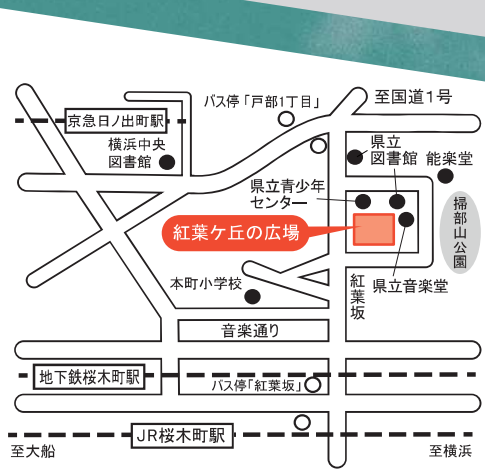 バス停「戸部1丁目」
至国道1号
京急日ノ出町駅
横浜中央
図書館
県立
図書館
能楽堂
県立青少年
センター
掃部山公園
紅葉ケ丘の広場
本町小学校
紅葉坂
県立音楽堂
音楽通り
地下鉄桜木町駅
バス停「紅葉坂」
JR桜木町駅
至大船
至横浜